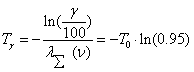 T_γ = − ln(γ/100) / λ_Σ (ν) = −T_0 · ln(0.95)